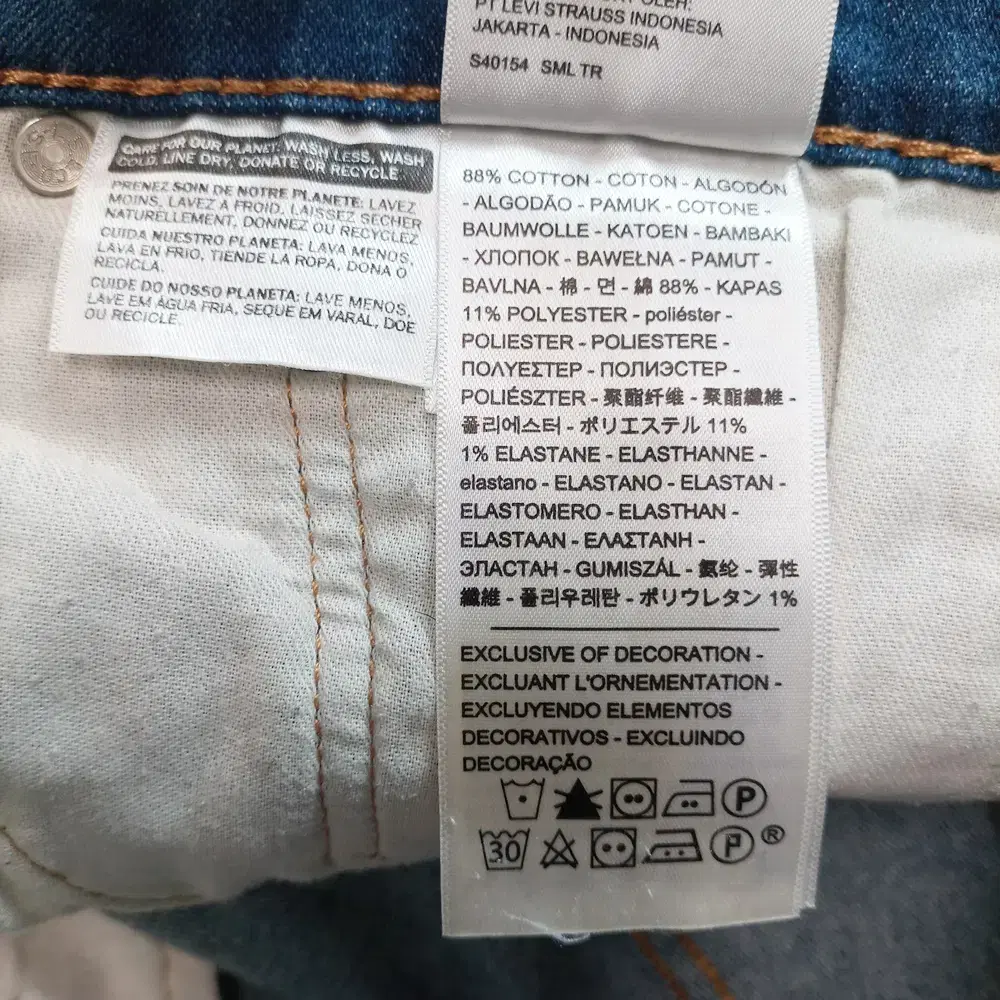 PT LEVI STRAUSS INDONESIA
JAKARTA - INDONESIA
S40154 SML TR
CARE FOR OUR PLANET: WASH LESS, WASH
COLD, LINE DRY, DONATE OR RECYCLE.
PRENEZ SOIN DE NOTRE PLANETE: LAVEZ
MOINS, LAVEZ A FROID, LAISSEZ SECHER
NATURELLEMENT, DONNEZ OU RECYCLEZ
CUIDA NUESTRO PLANETA: LAVA MENOS,
LAVA EN FRIO, TIENDE LA ROPA, DONA O
RECICLA.
CUIDE DO NOSSO PLANETA: LAVE MENOS,
LAVE EM ÁGUA FRIA, SEQUE EM VARAL, DOE
OU RECICLE.
88% COTTON - COTON - ALGODÓN
- ALGODÃO - PAMUK - COTONE -
BAUMWOLLE - KATOEN - BAMBAKI
- ХЛОПОК - BAWEŁNA - PAMUT -
BAVLNA - 棉 - 면 - 綿 88% - KAPAS
11% POLYESTER - poliéster -
POLIESTER - POLIESTERE -
ΠΟΛΥΕΣΤΕΡ - ПОЛИЭСТЕР -
POLIÉSZTER - 聚酯纤维 - 聚酯纖維 -
폴리에스터 - ポリエステル 11%
1% ELASTANE - ELASTHANNE -
elastano - ELASTANO - ELASTAN -
ELASTOMERO - ELASTHAN -
ELASTAAN - ΕΛΑΣΤΑΝΗ -
ЭЛАСТАН - GUMISZÁL - 氨纶 - 彈性
纖維 - 폴리우레탄 - ポリウレタン 1%
EXCLUSIVE OF DECORATION -
EXCLUANT L'ORNEMENTATION -
EXCLUYENDO ELEMENTOS
DECORATIVOS - EXCLUINDO
DECORAÇÃO
P
30 P ®